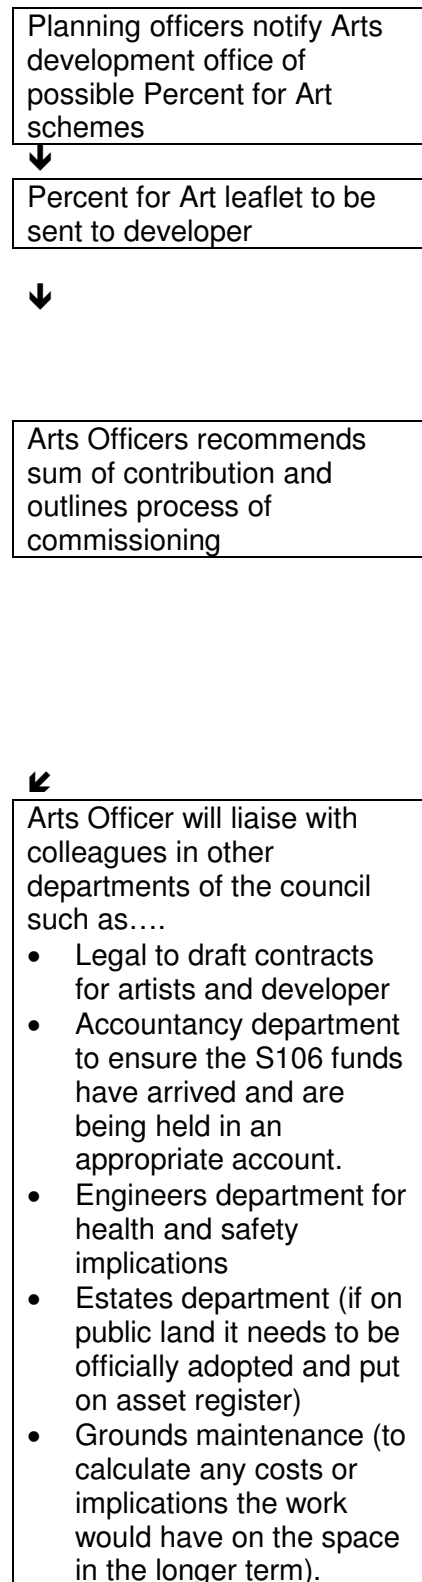 Planning officers notify Arts
development office of
possible Percent for Art
schemes
🡻
Percent for Art leaflet to be
sent to developer
🡻
Arts Officers recommends
sum of contribution and
outlines process of
commissioning
🡿
Arts Officer will liaise with
colleagues in other
departments of the council
such as….
• Legal to draft contracts
for artists and developer
• Accountancy department
to ensure the S106 funds
have arrived and are
being held in an
appropriate account.
• Engineers department for
health and safety
implications
• Estates department (if on
public land it needs to be
officially adopted and put
on asset register)
• Grounds maintenance (to
calculate any costs or
implications the work
would have on the space
in the longer term).